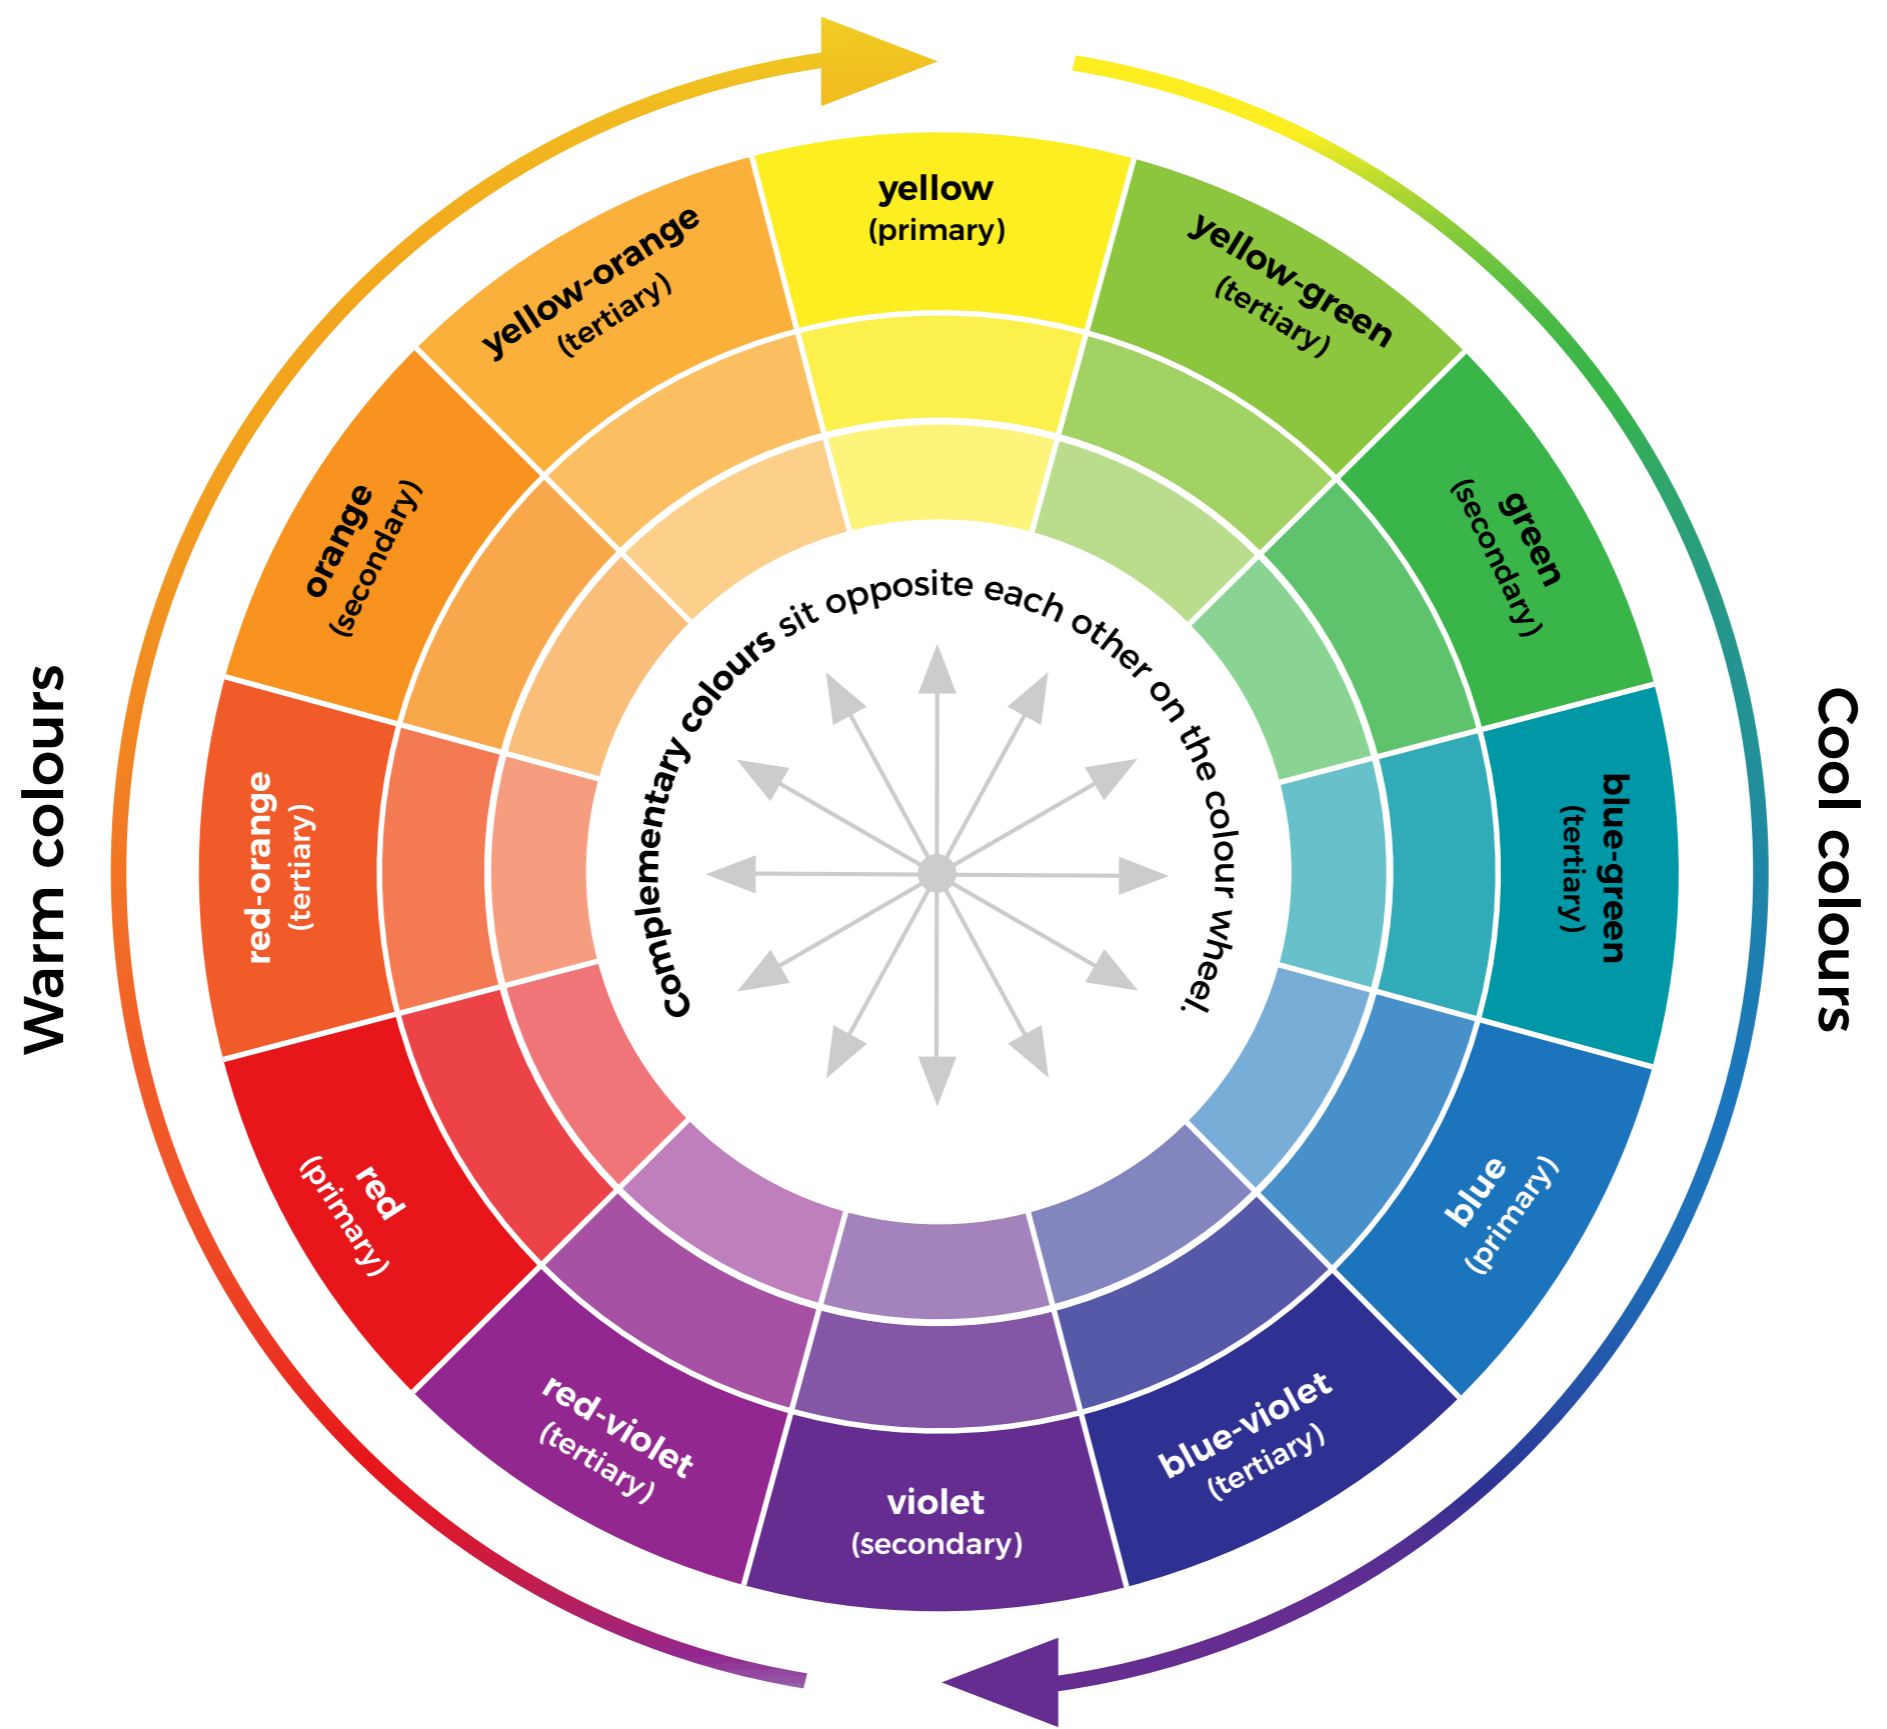 yellow
(primary)
yellow-green
(tertiary)
green
(secondary)
blue-green
(tertiary)
blue
(primary)
blue-violet
(tertiary)
violet
(secondary)
red-violet
(tertiary)
red
(primary)
red-orange
(tertiary)
orange
(secondary)
yellow-orange
(tertiary)
Complementary colours sit opposite each other on the colour wheel.
Warm colours
Cool colours